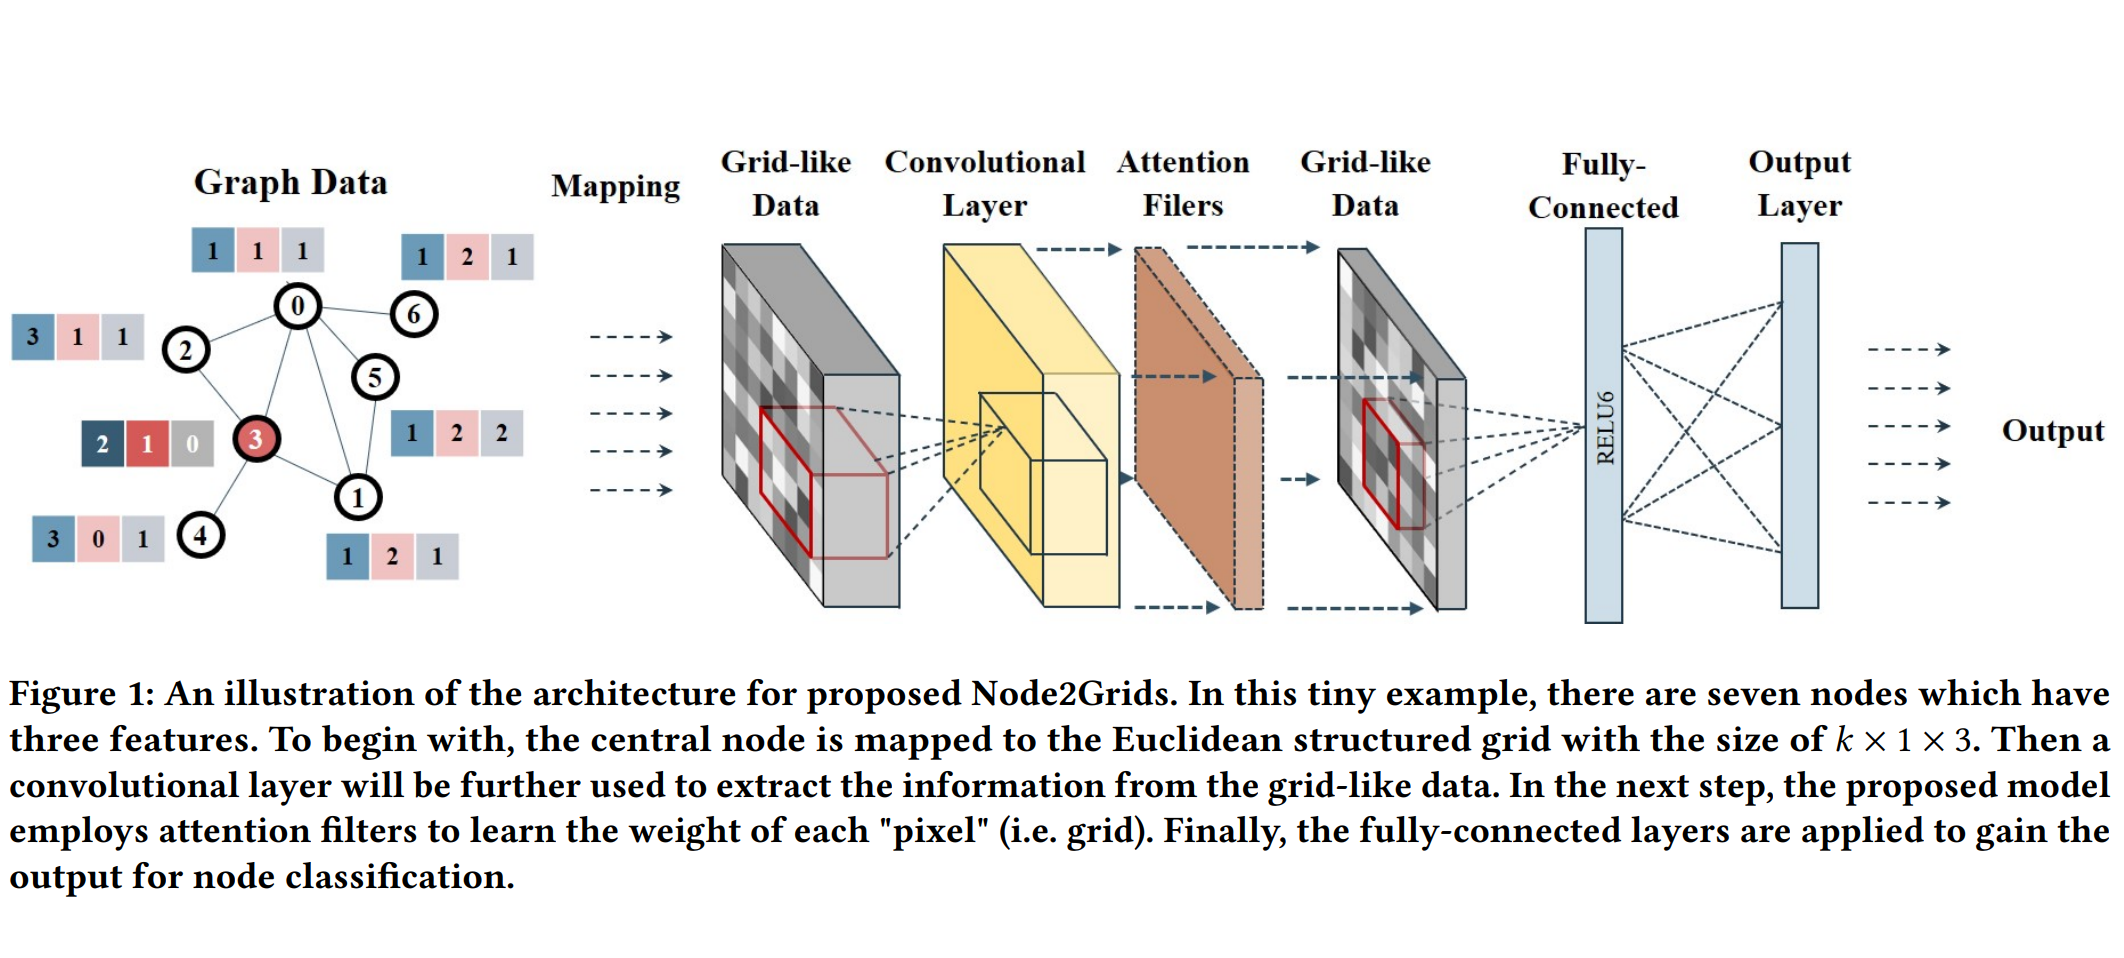 Graph Data
Mapping
Grid-like
Data
Convolutional
Layer
Attention
Filers
Grid-like
Data
Fully-
Connected
Output
Layer
1 1 1
1 2 1
0
6
3 1 1
2
5
1 2 2
2 1 0
3
1
3 0 1
4
1 2 1
RELU6
Output
Figure 1: An illustration of the architecture for proposed Node2Grids. In this tiny example, there are seven nodes which have
three features. To begin with, the central node is mapped to the Euclidean structured grid with the size of k × 1 × 3. Then a
convolutional layer will be further used to extract the information from the grid-like data. In the next step, the proposed model
employs attention filters to learn the weight of each "pixel" (i.e. grid). Finally, the fully-connected layers are applied to gain the
output for node classification.